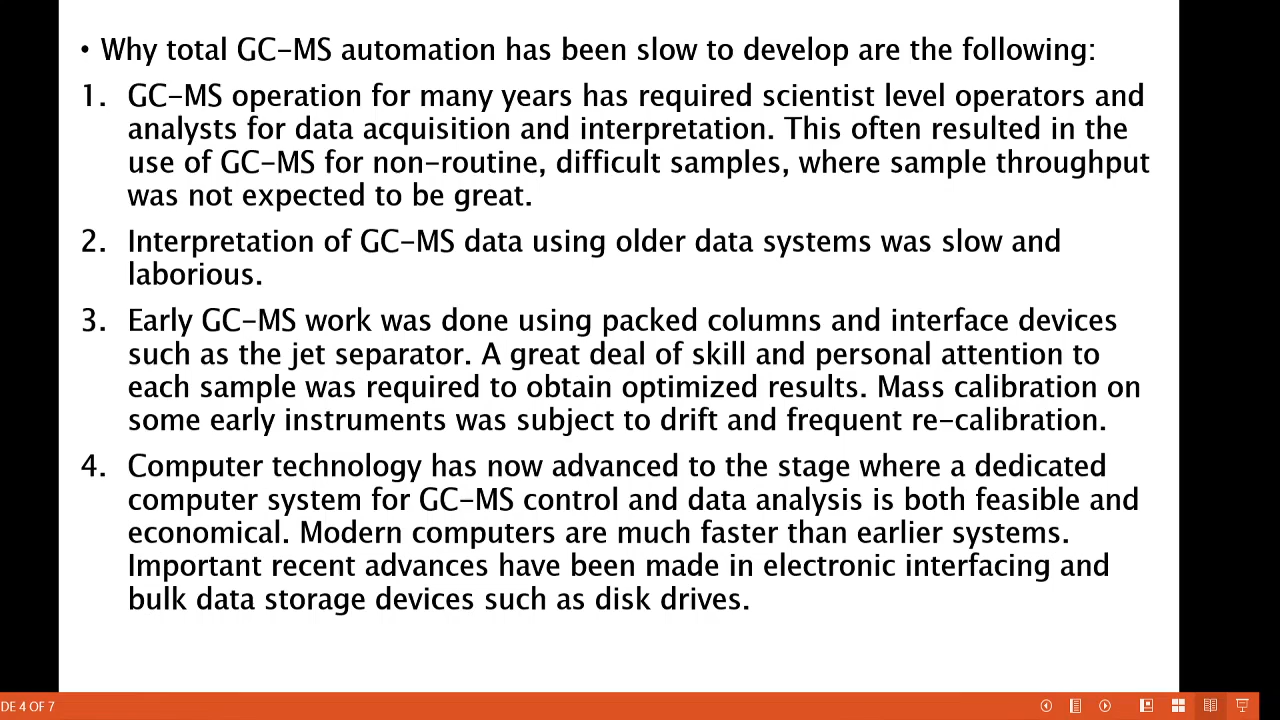 • Why total GC-MS automation has been slow to develop are the following:
1. GC-MS operation for many years has required scientist level operators and
analysts for data acquisition and interpretation. This often resulted in the
use of GC-MS for non-routine, difficult samples, where sample throughput
was not expected to be great.
2. Interpretation of GC-MS data using older data systems was slow and
laborious.
3. Early GC-MS work was done using packed columns and interface devices
such as the jet separator. A great deal of skill and personal attention to
each sample was required to obtain optimized results. Mass calibration on
some early instruments was subject to drift and frequent re-calibration.
4. Computer technology has now advanced to the stage where a dedicated
computer system for GC-MS control and data analysis is both feasible and
economical. Modern computers are much faster than earlier systems.
Important recent advances have been made in electronic interfacing and
bulk data storage devices such as disk drives.
DE 4 OF 7